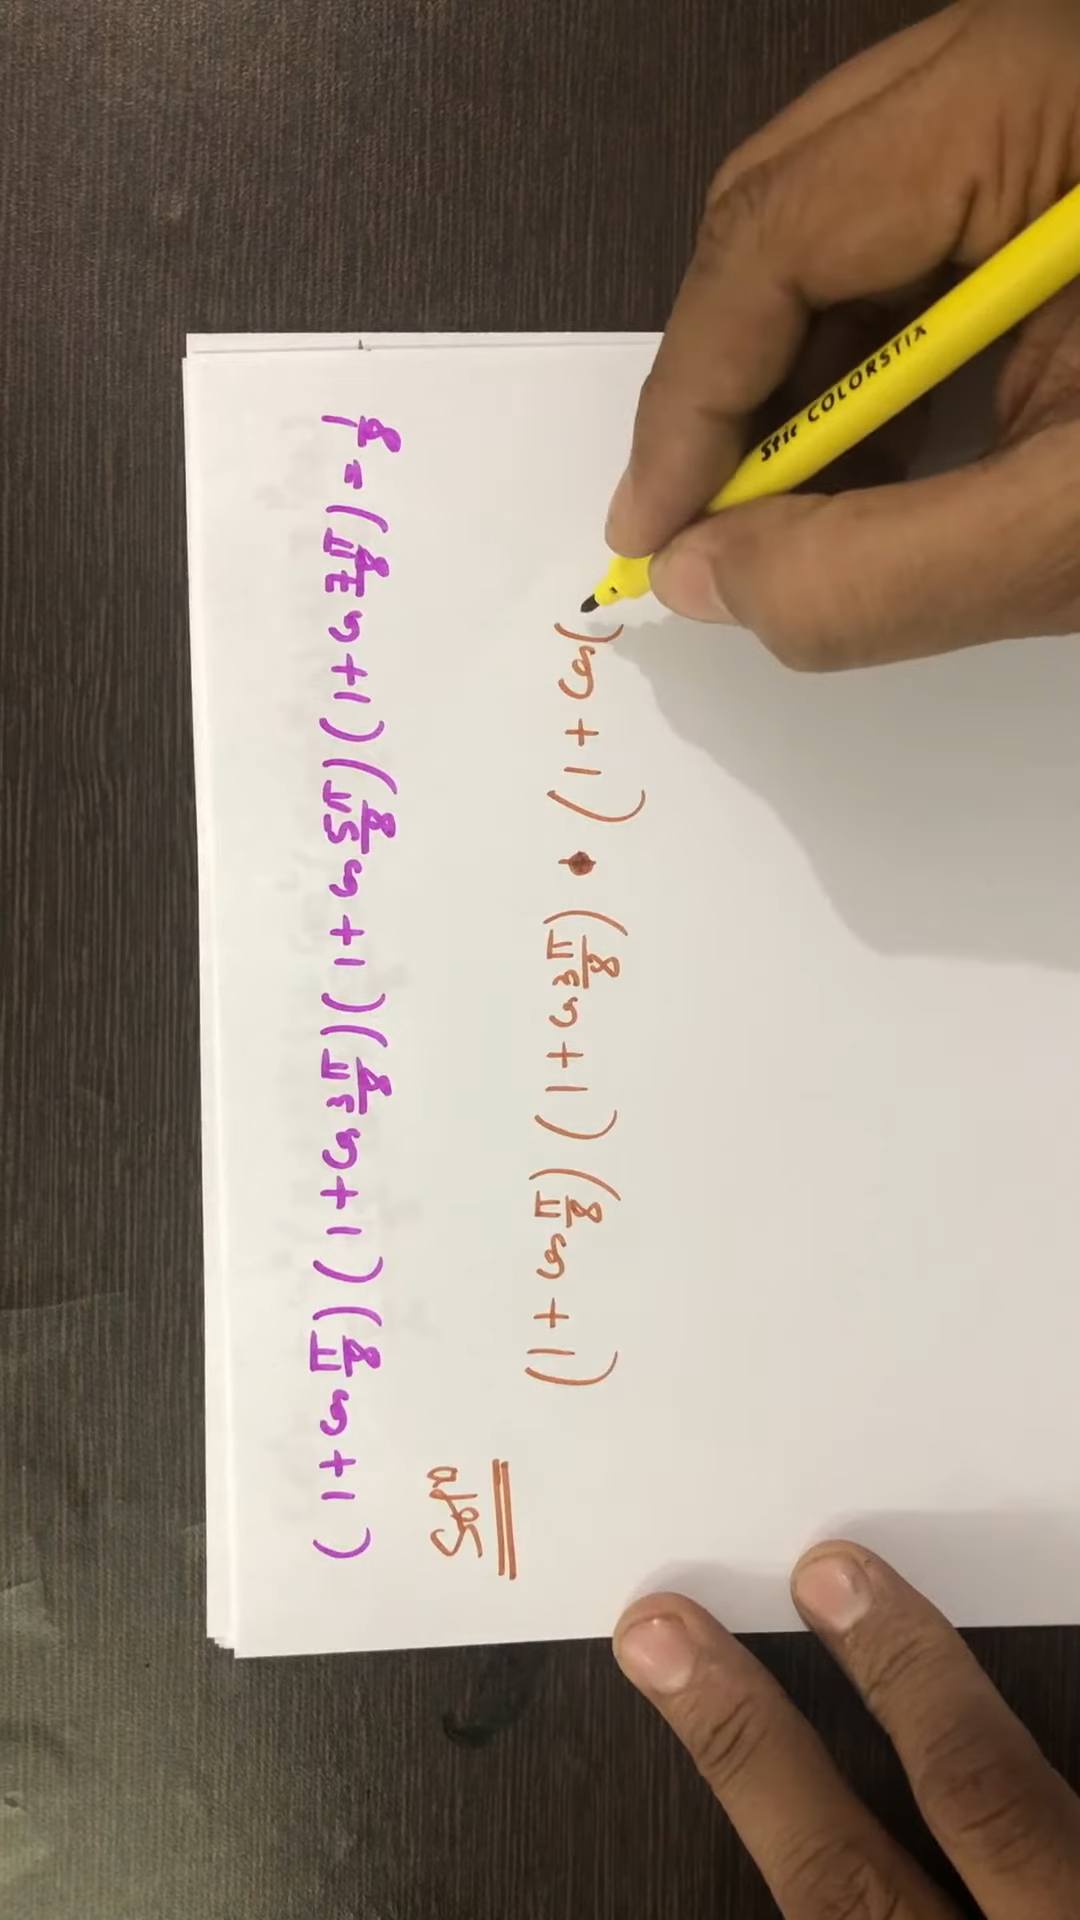 (1 + cos π/8) (1 + cos 3π/8) (1 + cos 5π/8) (1 + cos 7π/8) = 1/8
Soln
(1 + cos π/8) (1 + cos 3π/8) • (1 + cos(
Stic COLORSTIX